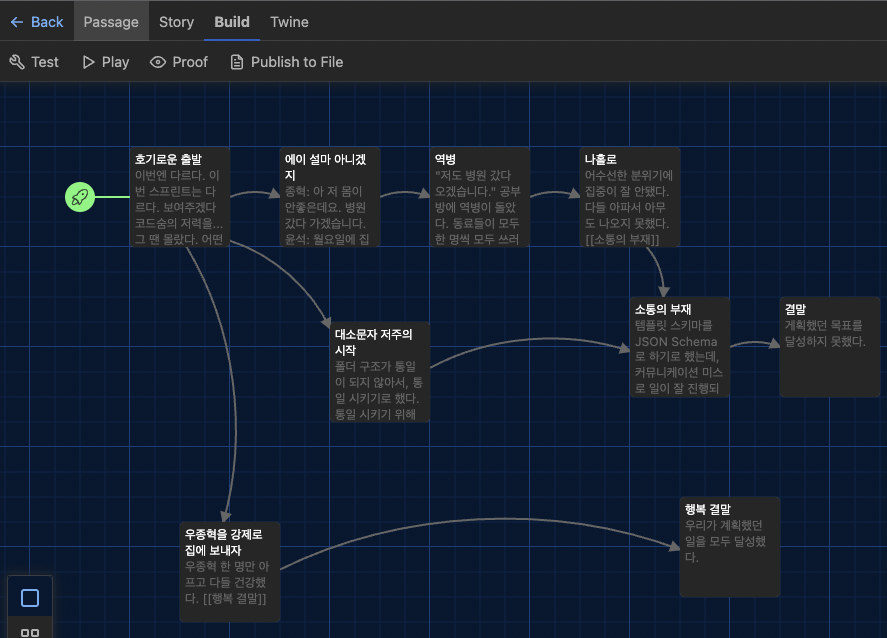 Back
Passage
Story
Build
Twine
Test
Play
Proof
Publish to File
호기로운 출발
이번엔 다르다. 이
번 스프린트는 다
르다. 보여주겠다
코드숨의 저력을...
그 땐 몰랐다. 어떤
에이 설마 아니겠
지
종혁: 아 저 몸이
안좋은데요. 병원
갔다 가겠습니다.
윤석: 월요일에 집
역병
"저도 병원 갔다
오겠습니다." 공부
방에 역병이 돌았
다. 동료들이 모두
한 명씩 모두 쓰러
나홀로
어수선한 분위기에
집중이 잘 안됐다.
다들 아파서 아무
도 나오지 못했다.
[[소통의 부재]]
대소문자 저주의
시작
폴더 구조가 통일
이 되지 않아서, 통
일 시키기로 했다.
통일 시키기 위해
소통의 부재
템플릿 스키마를
JSON Schema
로 하기로 했는데,
커뮤니케이션 미스
로 일이 잘 진행되
결말
계획했던 목표를
달성하지 못했다.
우종혁을 강제로
집에 보내자
우종혁 한 명만 아
프고 다들 건강했
다. [[행복 결말]]
행복 결말
우리가 계획했던
일을 모두 달성했
다.